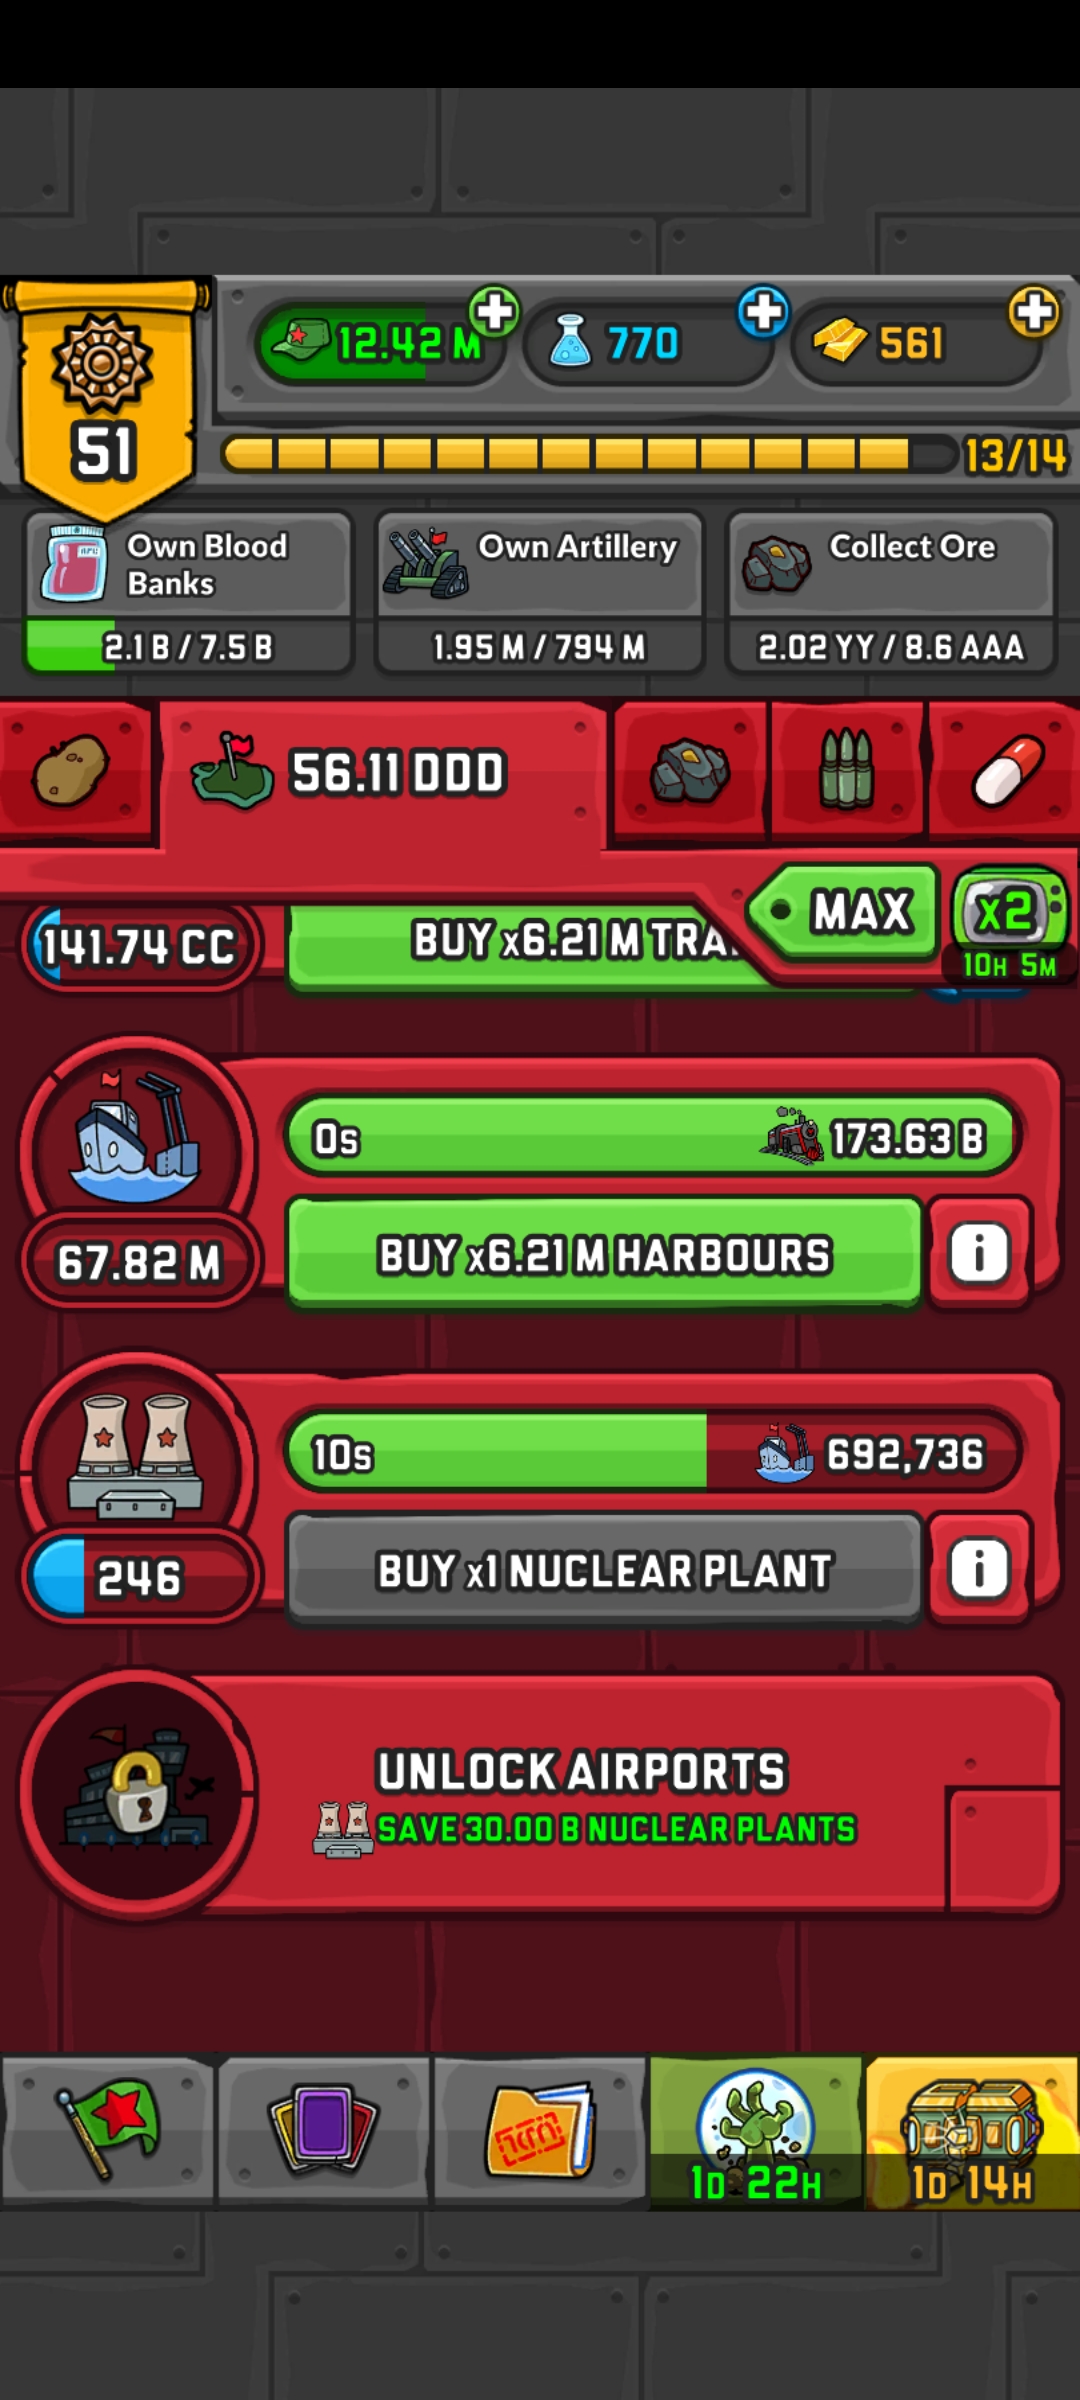 12.42 M
770
561
51
13/14
Own Blood
Banks
Own Artillery
Collect Ore
2.1 B / 7.5 B
1.95 M / 794 M
2.02 YY / 8.6 AAA
56.11 DDD
MAX
x2
10H 5M
141.74 CC
BUY x6.21 M
0s
173.63 B
67.82 M
BUY x6.21 M HARBOURS
i
10s
692,736
246
BUY x1 NUCLEAR PLANT
i
UNLOCK AIRPORTS
SAVE 30.00 B NUCLEAR PLANTS
1D 22H
1D 14H